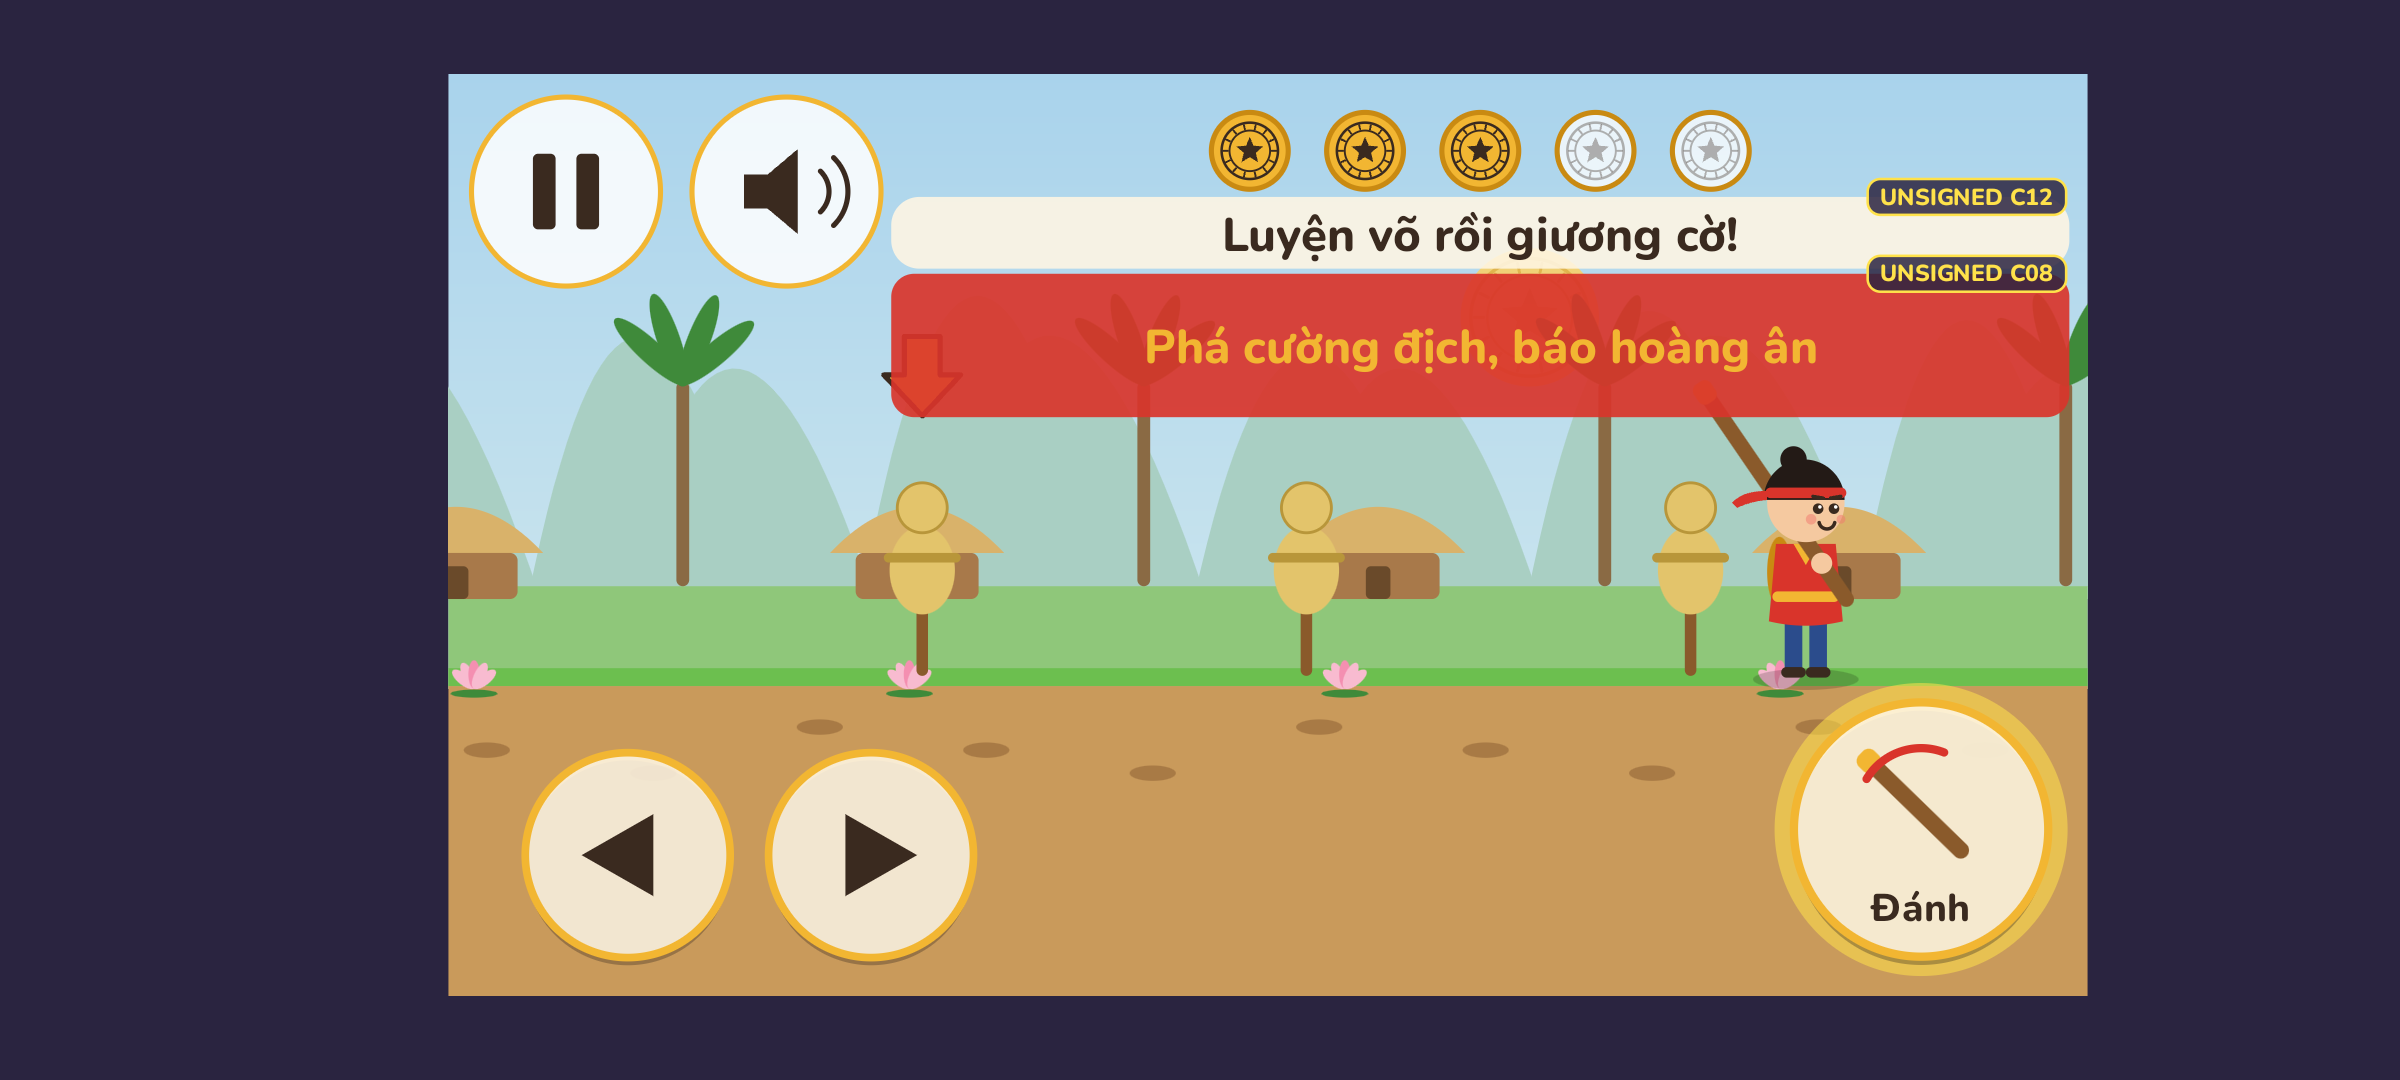 UNSIGNED C12
Luyện võ rồi giương cờ!
UNSIGNED C08
Phá cường địch, báo hoàng ân
Đánh